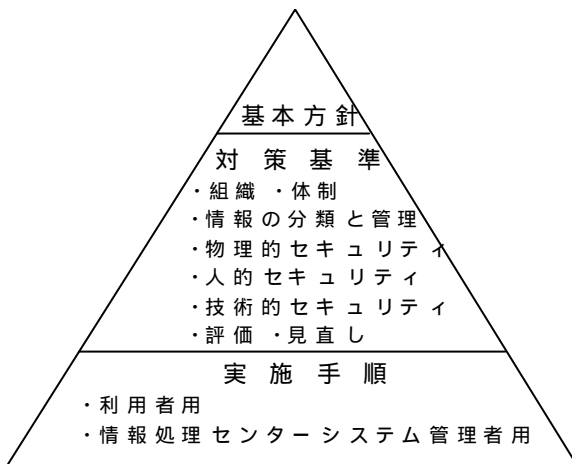 基本方針
対策基準
・組織・体制
・情報の分類と管理
・物理的セキュリティ
・人的セキュリティ
・技術的セキュリティ
・評価・見直し
実施手順
・利用者用
・情報処理センターシステム管理者用